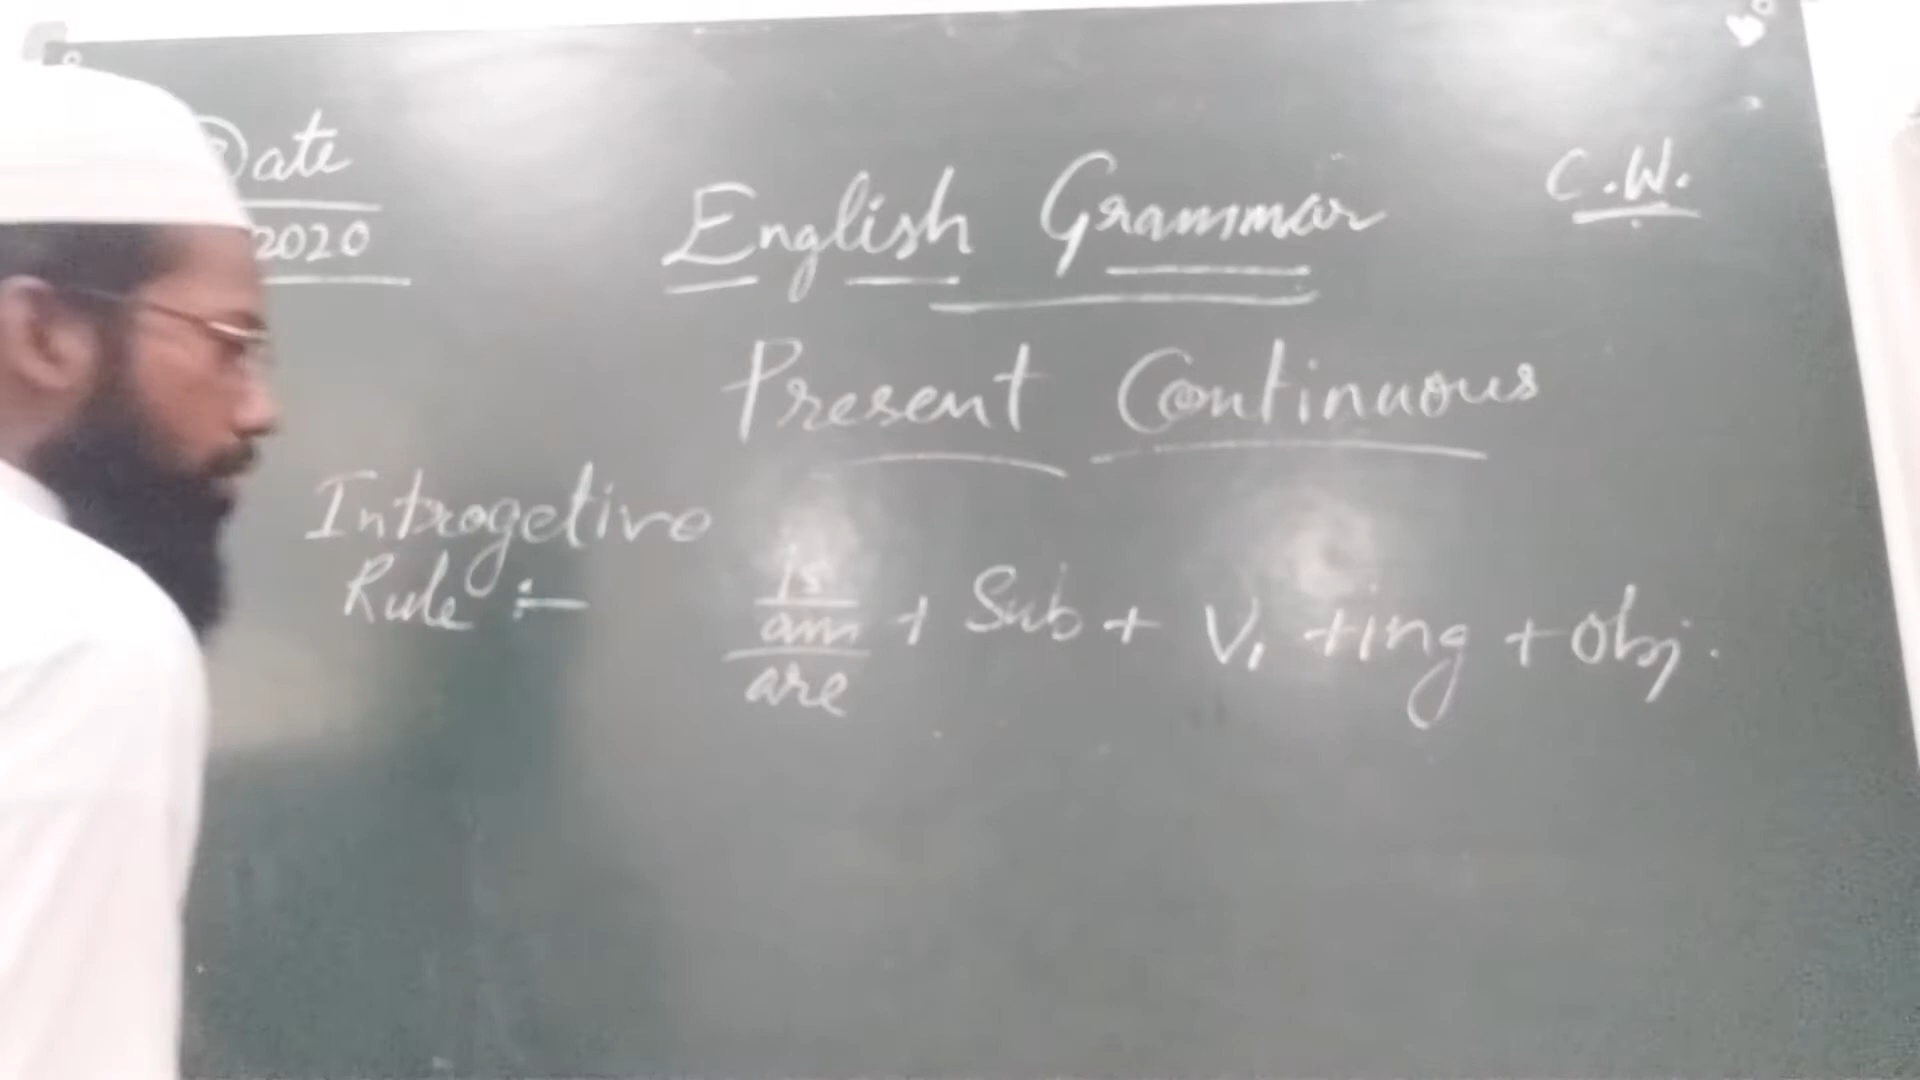 Date
2020
English Grammar
C.W.
Present Continuous
Introgetive
Rule :-
is
am
are
+ Sub + V1 +ing + obj.